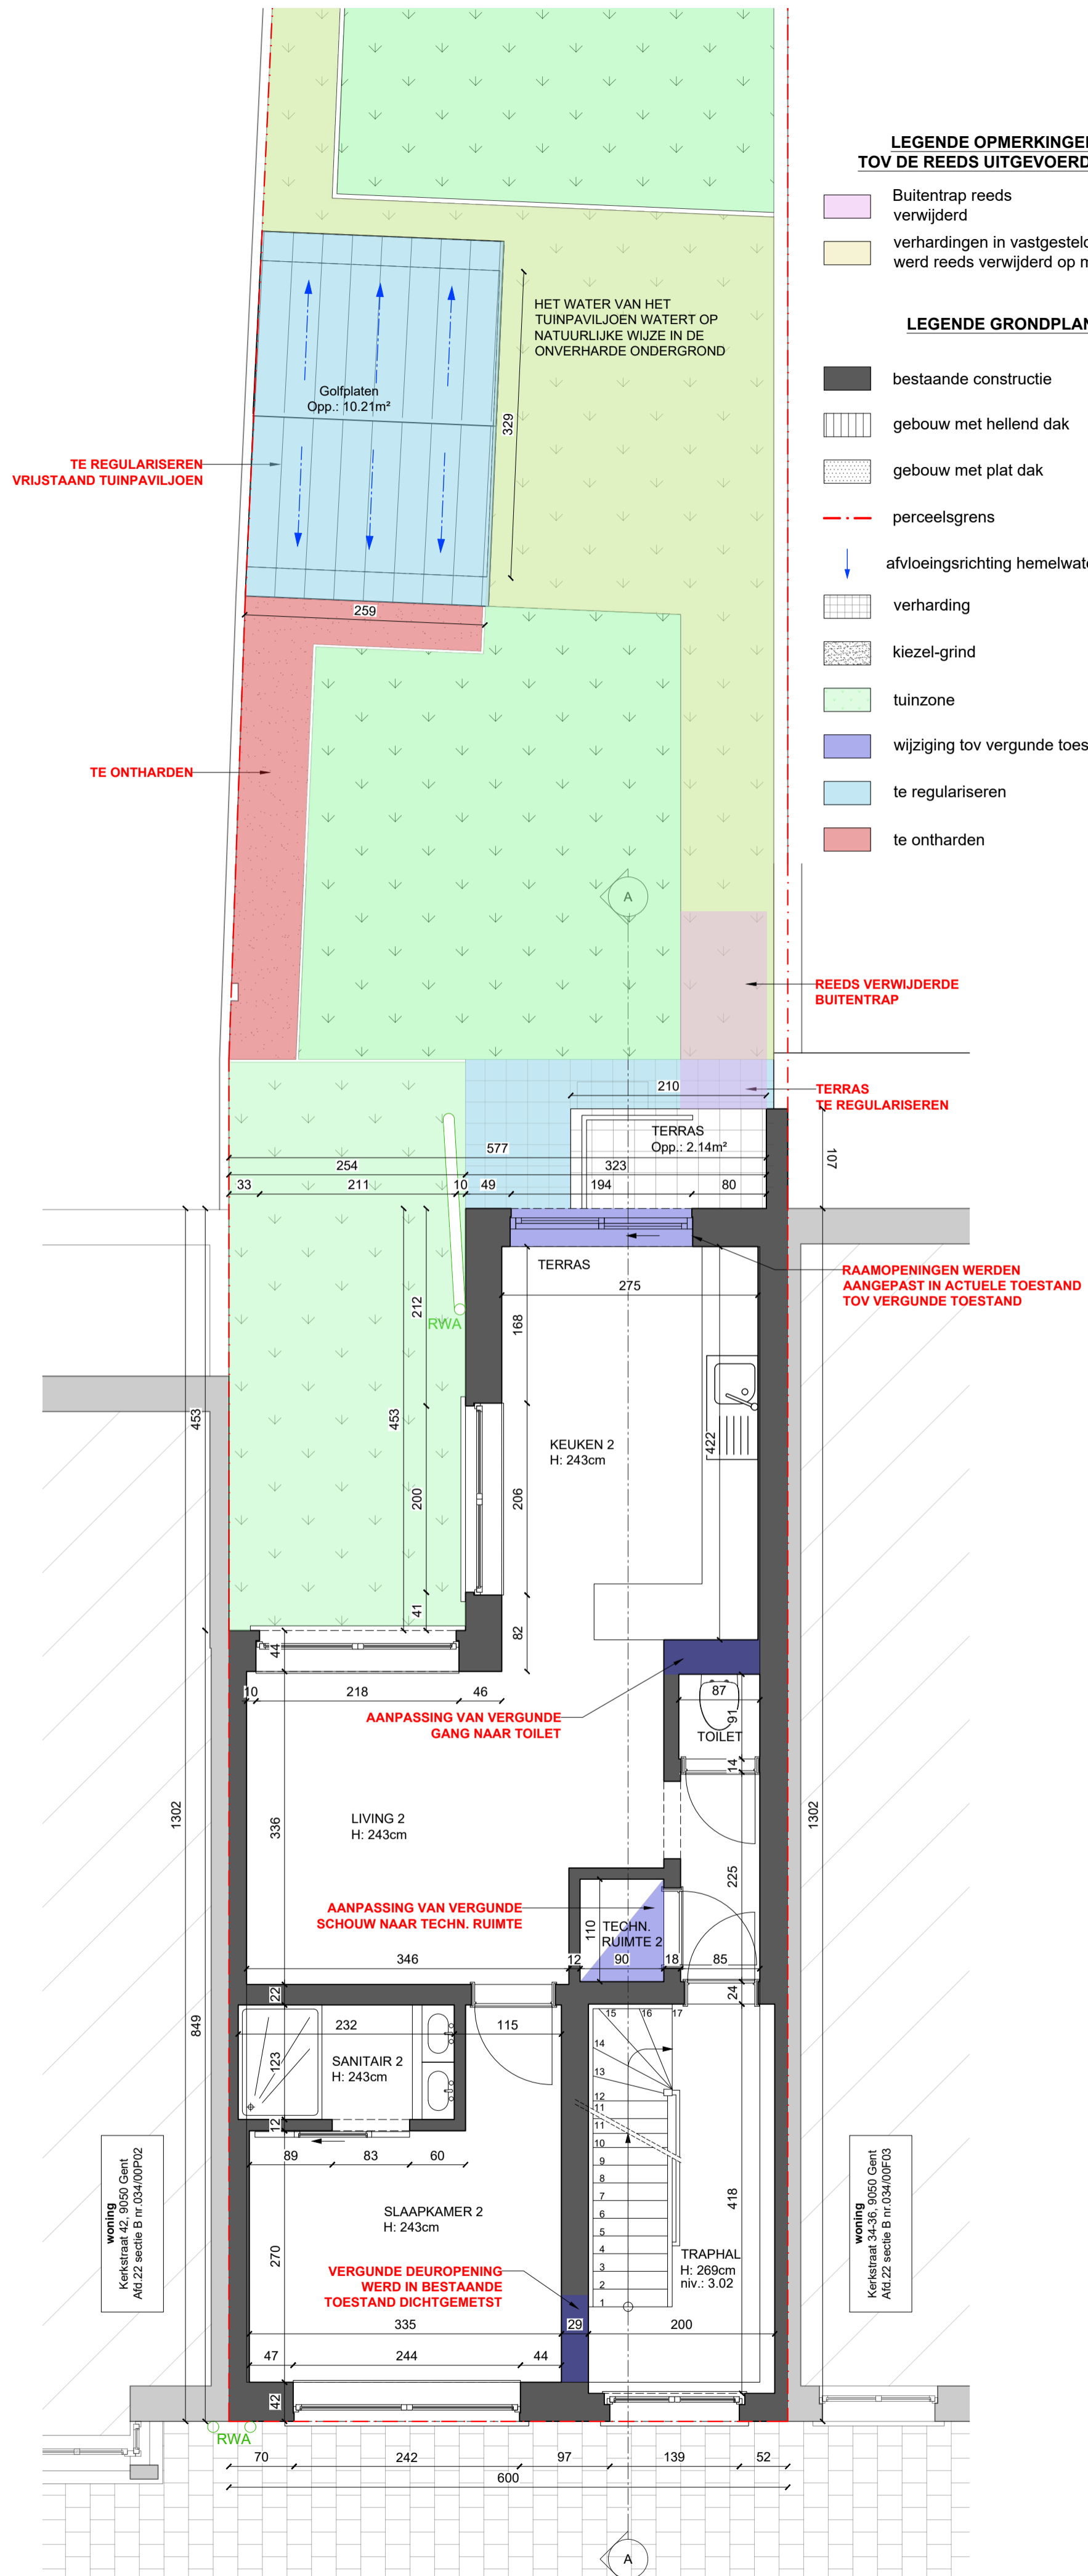 LEGENDE OPMERKINGEN
TOV DE REEDS UITGEVOERD
Buitentrap reeds
verwijderd
verhardingen in vastgesteld
werd reeds verwijderd op m
LEGENDE GRONDPLAN
bestaande constructie
gebouw met hellend dak
gebouw met plat dak
perceelsgrens
afvloeingsrichting hemelwate
verharding
kiezel-grind
tuinzone
wijziging tov vergunde toes
te regulariseren
te ontharden
HET WATER VAN HET
TUINPAVILJOEN WATERT OP
NATUURLIJKE WIJZE IN DE
ONVERHARDE ONDERGROND
329
Golfplaten
Opp.: 10.21m²
TE REGULARISEREN
VRIJSTAAND TUINPAVILJOEN
259
TE ONTHARDEN
A
REEDS VERWIJDERDE
BUITENTRAP
TERRAS
TE REGULARISEREN
210
TERRAS
Opp.: 2.14m²
107
577
254
323
33
211
10
49
194
80
TERRAS
275
RAAMOPENINGEN WERDEN
AANGEPAST IN ACTUELE TOESTAND
TOV VERGUNDE TOESTAND
212
168
RWA
453
453
422
KEUKEN 2
H: 243cm
200
206
41
82
44
10
218
46
87
91
TOILET
14
AANPASSING VAN VERGUNDE
GANG NAAR TOILET
1302
1302
336
LIVING 2
H: 243cm
225
AANPASSING VAN VERGUNDE
SCHOUW NAAR TECHN. RUIMTE
110
TECHN.
RUIMTE 2
346
12
90
18
85
22
24
849
232
115
123
SANITAIR 2
H: 243cm
12
15
16
17
14
13
12
11
11
10
9
8
7
6
5
4
3
2
1
89
83
60
418
SLAAPKAMER 2
H: 243cm
270
TRAPHAL
H: 269cm
niv.: 3.02
VERGUNDE DEUROPENING
WERD IN BESTAANDE
TOESTAND DICHTGEMETST
335
29
200
47
244
44
42
woning
Kerkstraat 42, 9050 Gent
Afd.22 sectie B nr.034/00P02
woning
Kerkstraat 34-36, 9050 Gent
Afd.22 sectie B nr.034/00F03
RWA
70
242
97
139
52
600
A